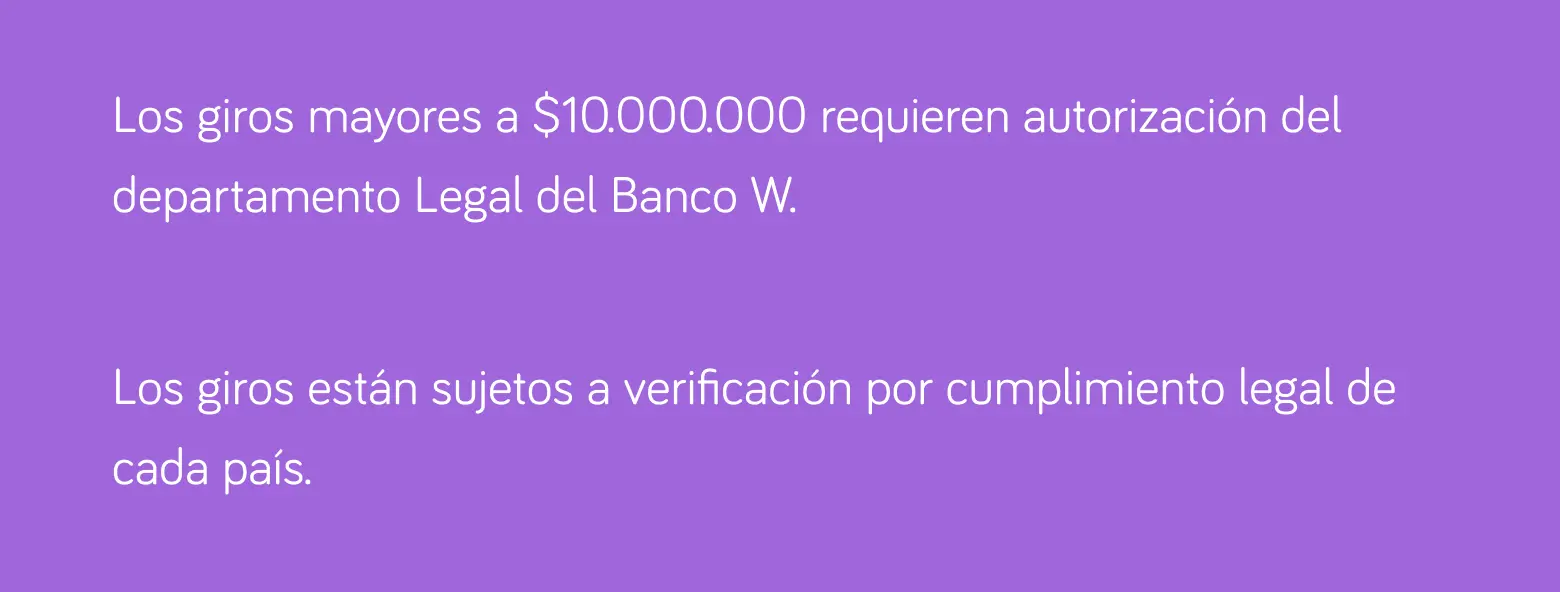 Los giros mayores a $10.000.000 requieren autorización del
departamento Legal del Banco W.
Los giros están sujetos a verificación por cumplimiento legal de
cada país.